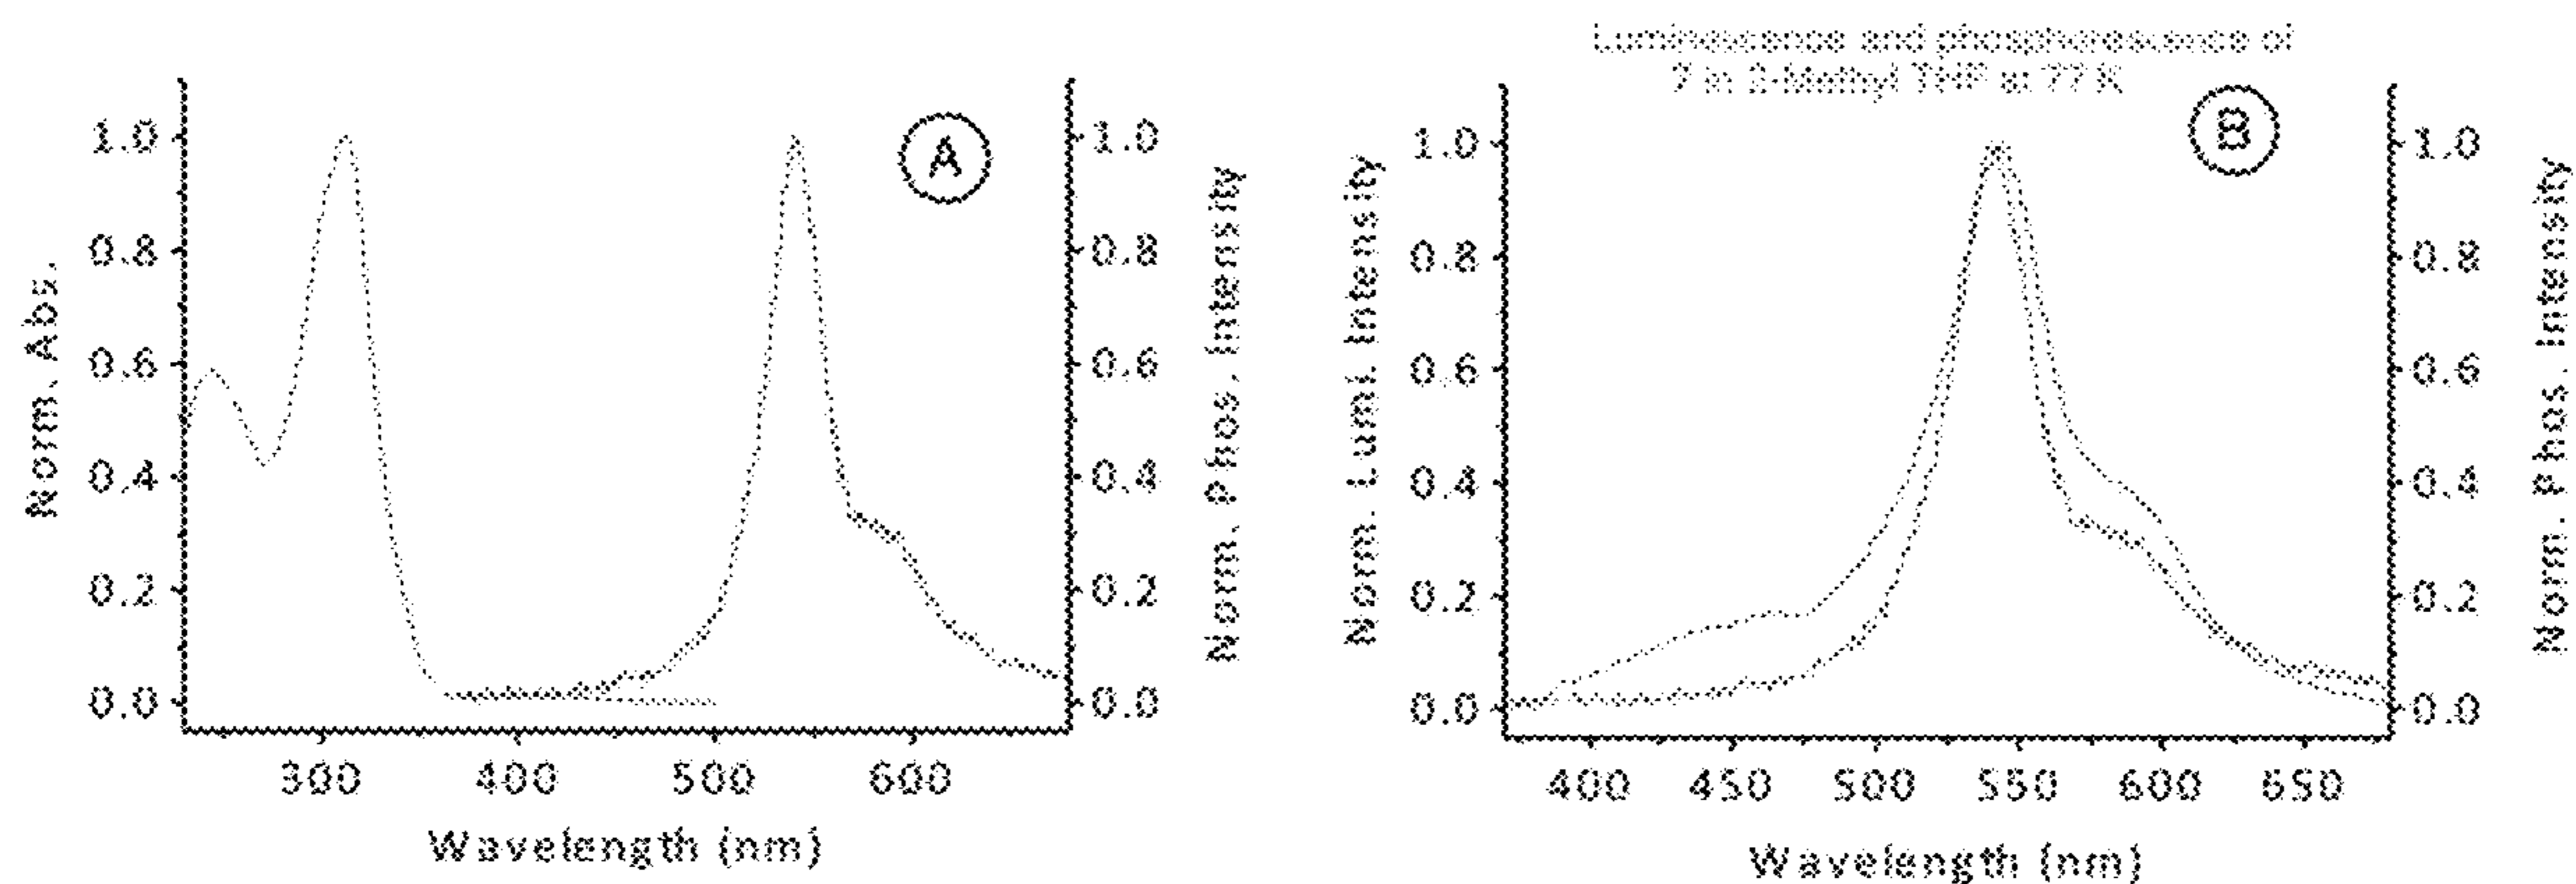 A
1.0
0.8
0.6
0.4
0.2
0.0
Norm. Abs.
1.0
0.8
0.6
0.4
0.2
0.0
Norm. Phos. Intensity
300 400 500 600
Wavelength (nm)
Luminescence and phosphorescence of
7 in 2-Methyl THF at 77 K
B
1.0
0.8
0.6
0.4
0.2
0.0
Norm. Lumi. Intensity
1.0
0.8
0.6
0.4
0.2
0.0
Norm. Phos. Intensity
400 450 500 550 600 650
Wavelength (nm)